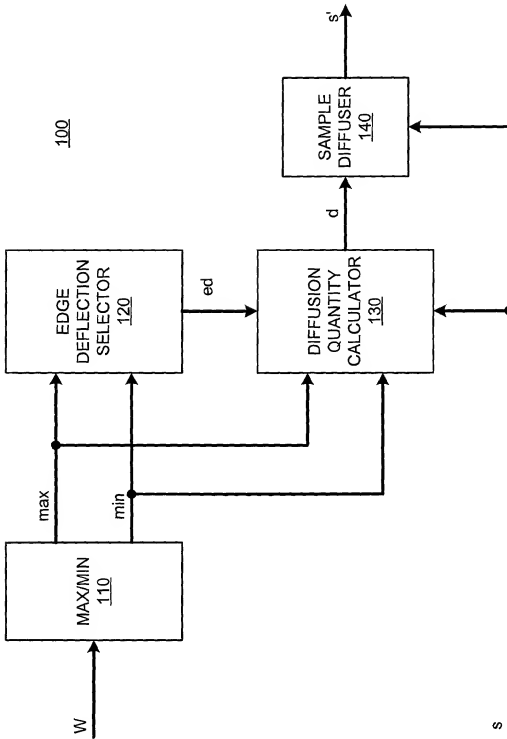 100
W
MAX/MIN
110
max
min
EDGE
DEFLECTION
SELECTOR
120
ed
DIFFUSION
QUANTITY
CALCULATOR
130
d
SAMPLE
DIFFUSER
140
s'
s